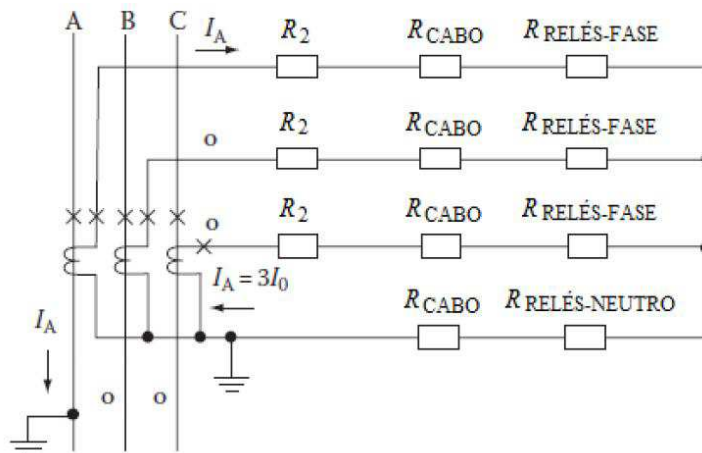 A B C I_A R_2 R_CABO R_RELÉS-FASE
o R_2 R_CABO R_RELÉS-FASE
o R_2 R_CABO R_RELÉS-FASE
I_A = 3I_0 R_CABO R_RELÉS-NEUTRO
I_A
o o